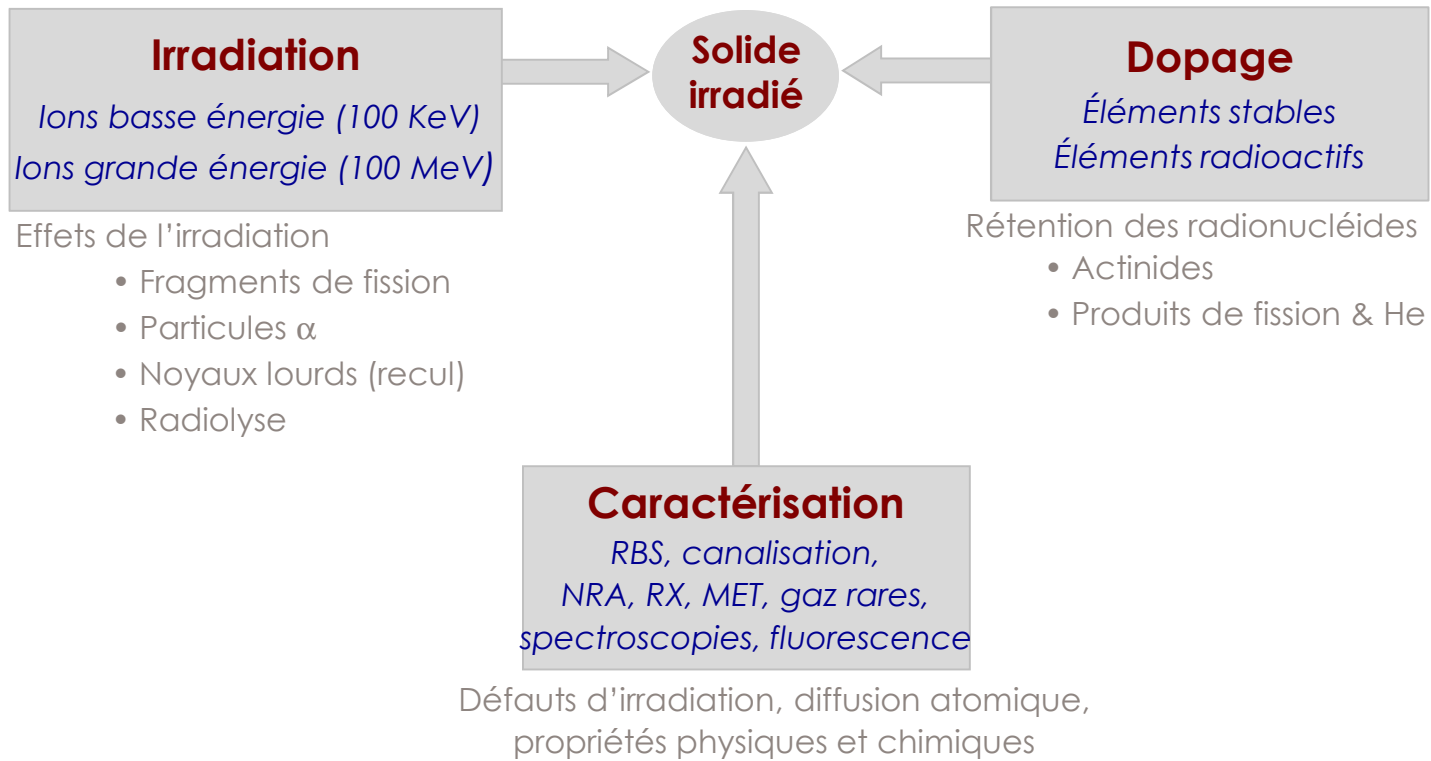 Irradiation
Ions basse énergie (100 KeV)
Ions grande énergie (100 MeV)
Effets de l'irradiation
• Fragments de fission
• Particules α
• Noyaux lourds (recul)
• Radiolyse
Solide
irradié
Dopage
Éléments stables
Éléments radioactifs
Rétention des radionucléides
• Actinides
• Produits de fission & He
Caractérisation
RBS, canalisation,
NRA, RX, MET, gaz rares,
spectroscopies, fluorescence
Défauts d'irradiation, diffusion atomique,
propriétés physiques et chimiques